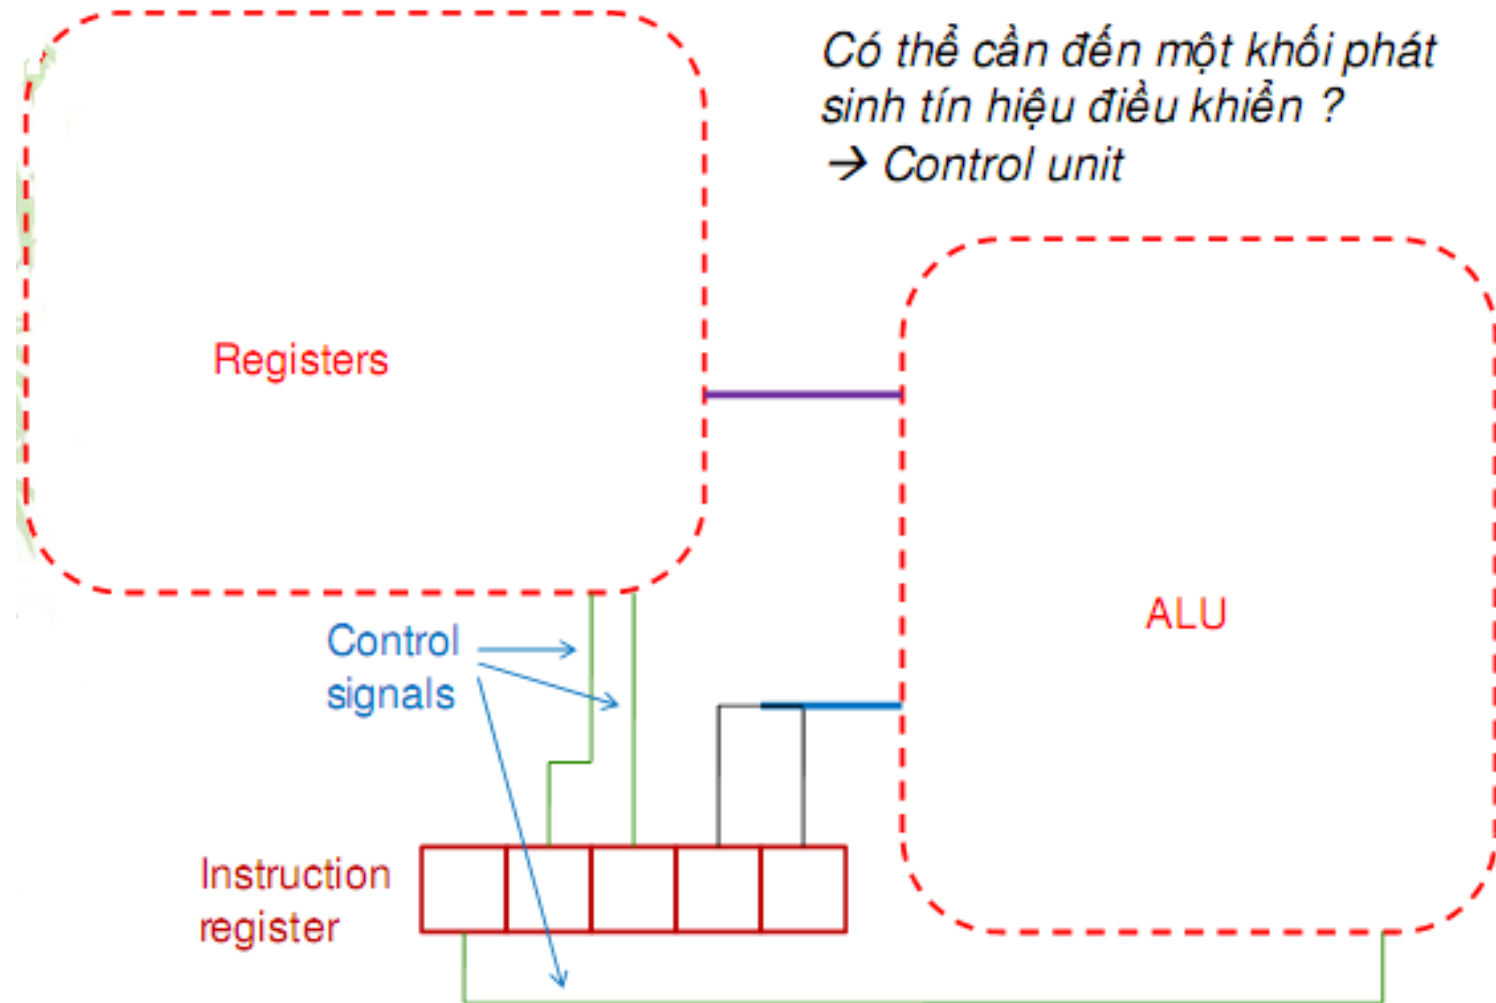 Có thể cần đến một khối phát
sinh tín hiệu điều khiển ?
→ Control unit
Registers
ALU
Control
signals
Instruction
register